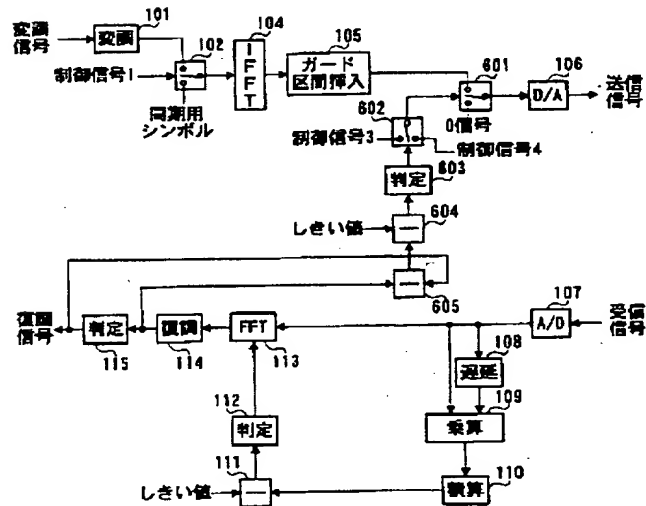 変調
信号
101
変調
102
制御信号1
同期用
シンボル
104
IFFT
105
ガード
区間挿入
601
0信号
106
D/A
送信
信号
602
制御信号3
制御信号4
603
判定
しきい値
604
605
復調
信号
判定
115
復調
114
FFT
113
107
A/D
受信
信号
108
遅延
109
乗算
112
判定
111
しきい値
110
積算